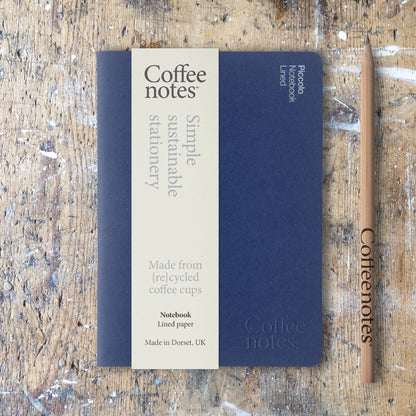 Coffee
notes™
Simple
sustainable
stationery
Made from
{re}cycled
coffee cups
Notebook
Lined paper
Made in Dorset, UK
Piccolo
Notebook
Lined
Coffee
notes
Coffeenotes